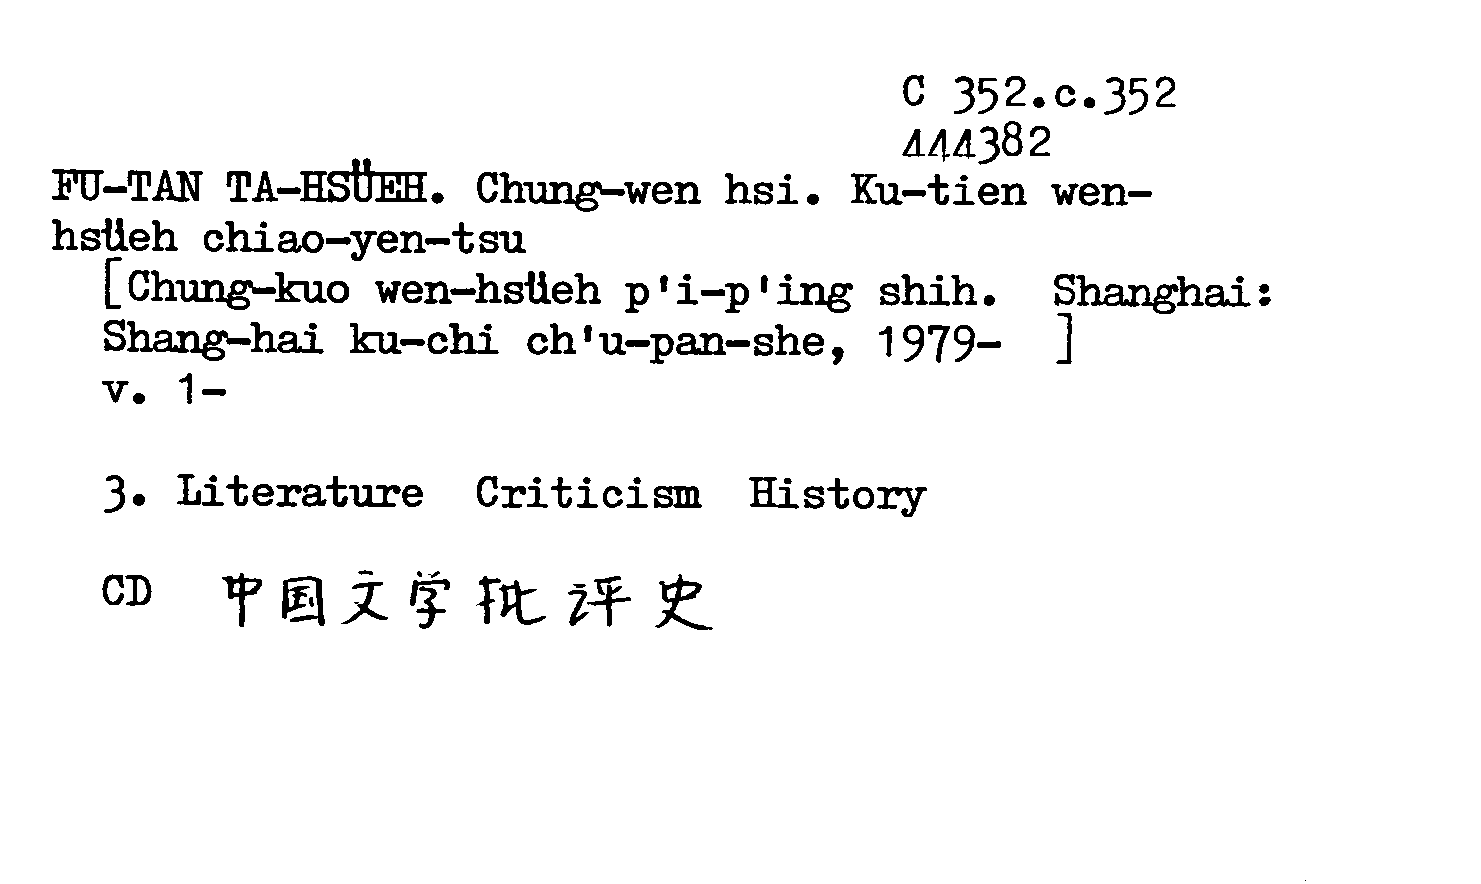 C 352.c.352
444382
FU-TAN TA-HSÜEH. Chung-wen hsi. Ku-tien wen-
hsüeh chiao-yen-tsu
[Chung-kuo wen-hsüeh p'i-p'ing shih. Shanghai:
Shang-hai ku-chi ch'u-pan-she, 1979- ]
v. 1-
3. Literature Criticism History
CD 中国文学批评史